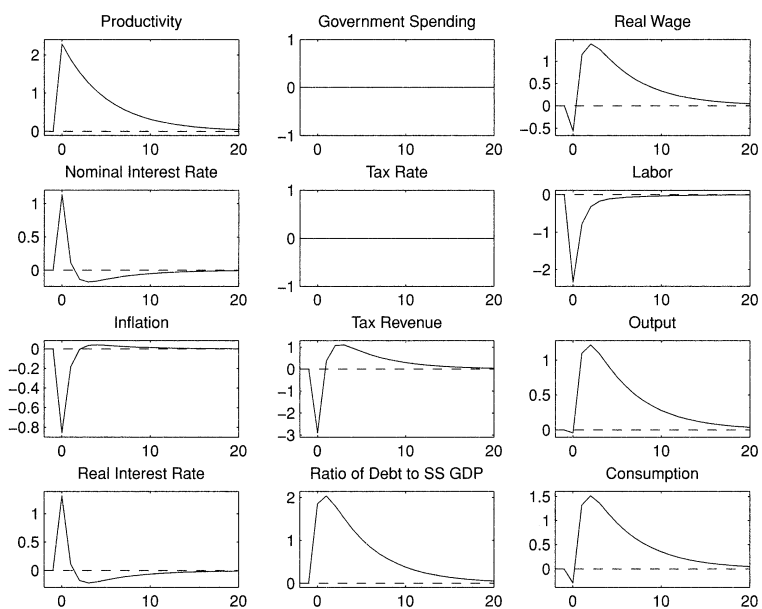 Productivity
2
1
0
0 10 20
Government Spending
1
0
−1
0 10 20
Real Wage
1
0.5
0
−0.5
0 10 20
Nominal Interest Rate
1
0.5
0
0 10 20
Tax Rate
1
0
−1
0 10 20
Labor
0
−1
−2
0 10 20
Inflation
0
−0.2
−0.4
−0.6
−0.8
0 10 20
Tax Revenue
1
0
−1
−2
−3
0 10 20
Output
1
0.5
0
0 10 20
Real Interest Rate
1
0.5
0
0 10 20
Ratio of Debt to SS GDP
2
1
0
0 10 20
Consumption
1.5
1
0.5
0
0 10 20